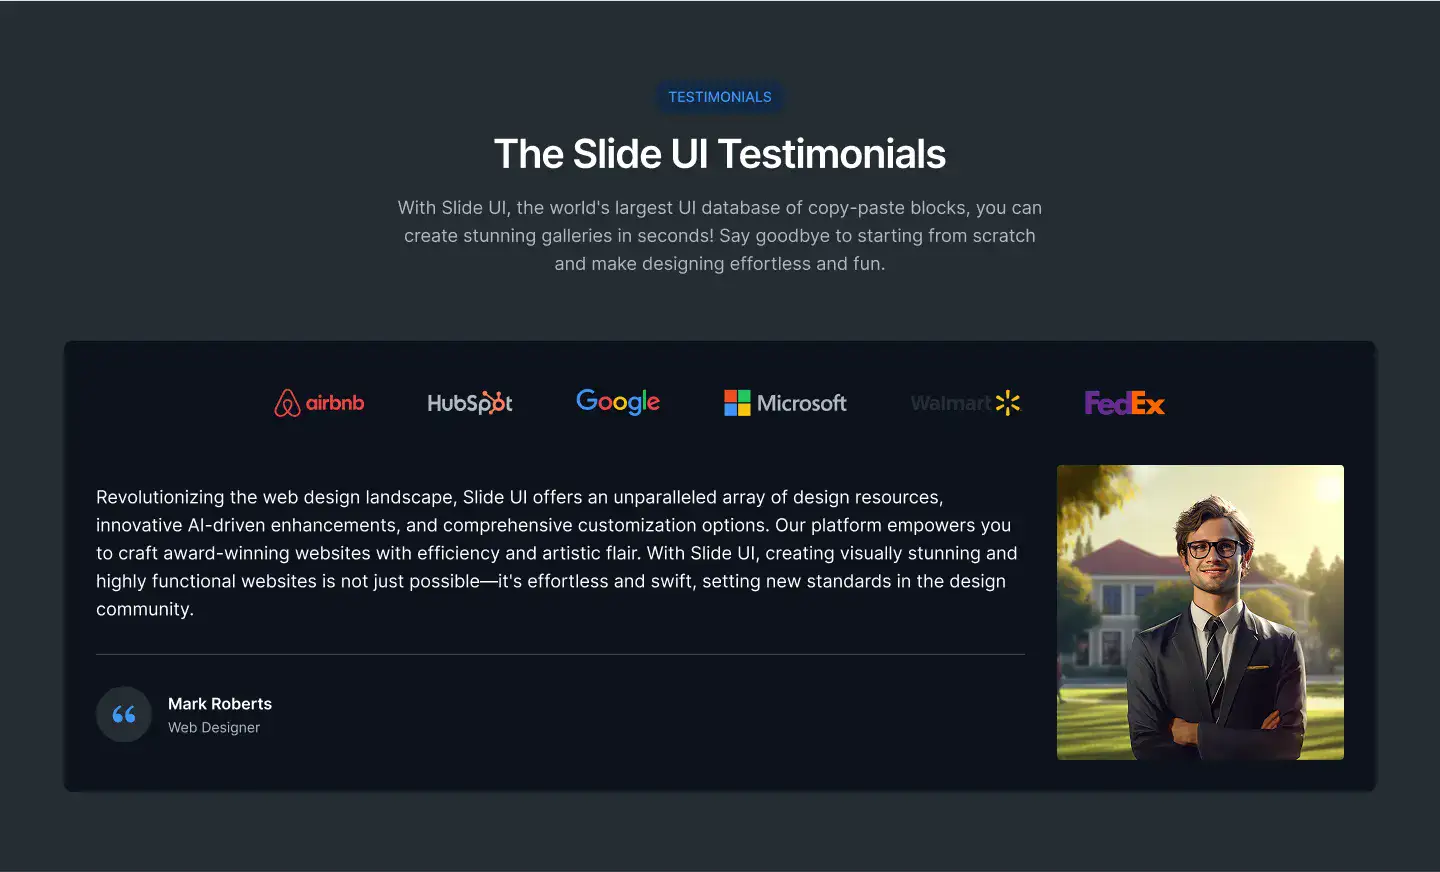 TESTIMONIALS
The Slide UI Testimonials
With Slide UI, the world's largest UI database of copy-paste blocks, you can
create stunning galleries in seconds! Say goodbye to starting from scratch
and make designing effortless and fun.
airbnb HubSpot Google Microsoft Walmart FedEx
Revolutionizing the web design landscape, Slide UI offers an unparalleled array of design resources,
innovative AI-driven enhancements, and comprehensive customization options. Our platform empowers you
to craft award-winning websites with efficiency and artistic flair. With Slide UI, creating visually stunning and
highly functional websites is not just possible—it's effortless and swift, setting new standards in the design
community.
Mark Roberts
Web Designer